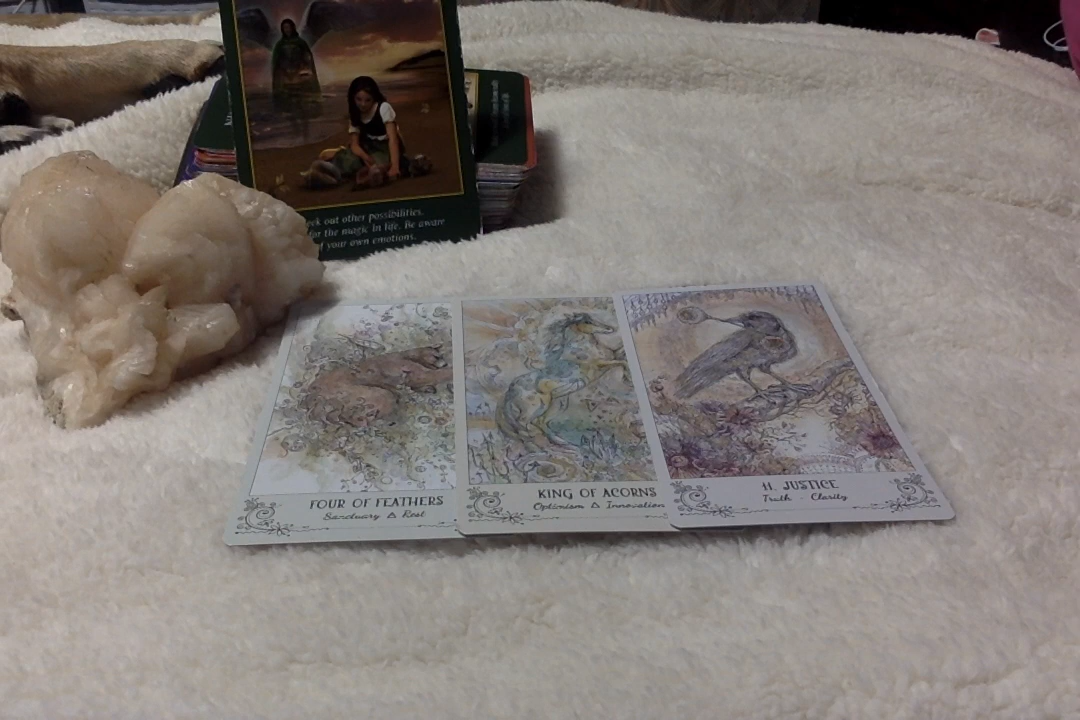 eek out other possibilities.
for the magic in life. Be aware
of your own emotions.
FOUR OF FEATHERS
Sanctuary & Rest
KING OF ACORNS
Optimism & Innovation
11. JUSTICE
Truth - Clarity